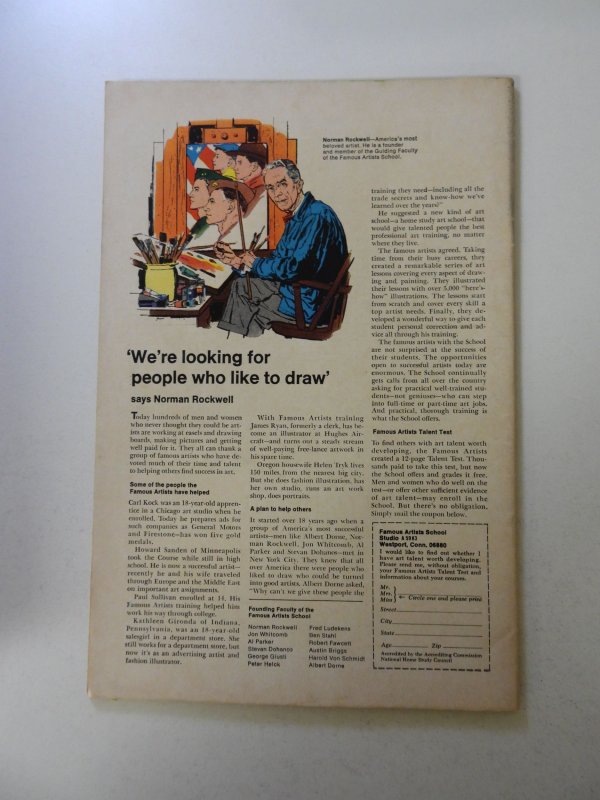 Norman Rockwell—America's most
beloved artist. He is a founder
and member of the Guiding Faculty
of the Famous Artists School.
'We're looking for
people who like to draw'
says Norman Rockwell
Today hundreds of men and women
who never thought they could be art-
ists are working at easels and drawing
boards, making pictures and getting
well paid for it. They all can thank a
group of famous artists who have de-
voted much of their time and talent
to helping others find success in art.
Some of the people the
Famous Artists have helped
Carl Kock was an 18-year-old appren-
tice in a Chicago art studio when he
enrolled. Today he prepares ads for
such companies as General Motors
and Firestone—has won five gold
medals.
Howard Sanden of Minneapolis
took the Course while still in high
school. He is now a successful artist—
recently he and his wife traveled
through Europe and the Middle East
on important art assignments.
Paul Sullivan enrolled at 14. His
Famous Artists training helped him
work his way through college.
Kathleen Gironda of Indiana,
Pennsylvania, was an 18-year-old
salesgirl in a department store. She
still works for a department store, but
now it's as an advertising artist and
fashion illustrator.
With Famous Artists training
James Ryan, formerly a clerk, has be-
come an illustrator at Hughes Air-
craft—and turns out a steady stream
of well-paying free-lance artwork in
his spare time.
Oregon housewife Helen Tryk lives
150 miles from the nearest big city.
But she does fashion illustration, has
her own studio, runs an art work
shop, does portraits.
A plan to help others
It started over 18 years ago when a
group of America's most successful
artists—men like Albert Dorne, Nor-
man Rockwell, Jon Whitcomb, Al
Parker and Stevan Dohanos—met in
New York City. They knew that all
over America there were people who
liked to draw who could be turned
into good artists. Albert Dorne asked,
"Why can't we give these people the
Founding Faculty of the
Famous Artists School
Norman Rockwell
Jon Whitcomb
Al Parker
Stevan Dohanos
George Giusti
Peter Helck
Fred Ludekens
Ben Stahl
Robert Fawcett
Austin Briggs
Harold Von Schmidt
Albert Dorne
training they need—including all the
trade secrets and know-how we've
learned over the years?"
He suggested a new kind of art
school—a home study art school—that
would give talented people the best
professional art training, no matter
where they live.
The famous artists agreed. Taking
time from their busy careers, they
created a remarkable series of art
lessons covering every aspect of draw-
ing and painting. They illustrated
their lessons with over 5,000 "here's-
how" illustrations. The lessons start
from scratch and cover every skill a
top artist needs. Finally, they de-
veloped a wonderful way to give each
student personal correction and ad-
vice all through his training.
The famous artists with the School
are not surprised at the success of
their students. The opportunities
open to successful artists today are
enormous. The School continually
gets calls from all over the country
asking for practical well-trained stu-
dents—not geniuses—who can step
into full-time or part-time art jobs.
And practical, thorough training is
what the School offers.
Famous Artists Talent Test
To find others with art talent worth
developing, the Famous Artists
created a 12-page Talent Test. Thou-
sands paid to take this test, but now
the School offers and grades it free.
Men and women who do well on the
test—or offer other sufficient evidence
of art talent—may enroll in the
School. But there's no obligation.
Simply mail the coupon below.
Famous Artists School
Studio
Westport, Conn. 06880
I would like to find out whether I
have art talent worth developing.
Please send me, without obligation,
your Famous Artists Talent Test and
information about your courses.
Mr.
Mrs. ← Circle one and please print
Miss
Street
City
State
Age Zip
Accredited by the Accrediting Commission
National Home Study Council